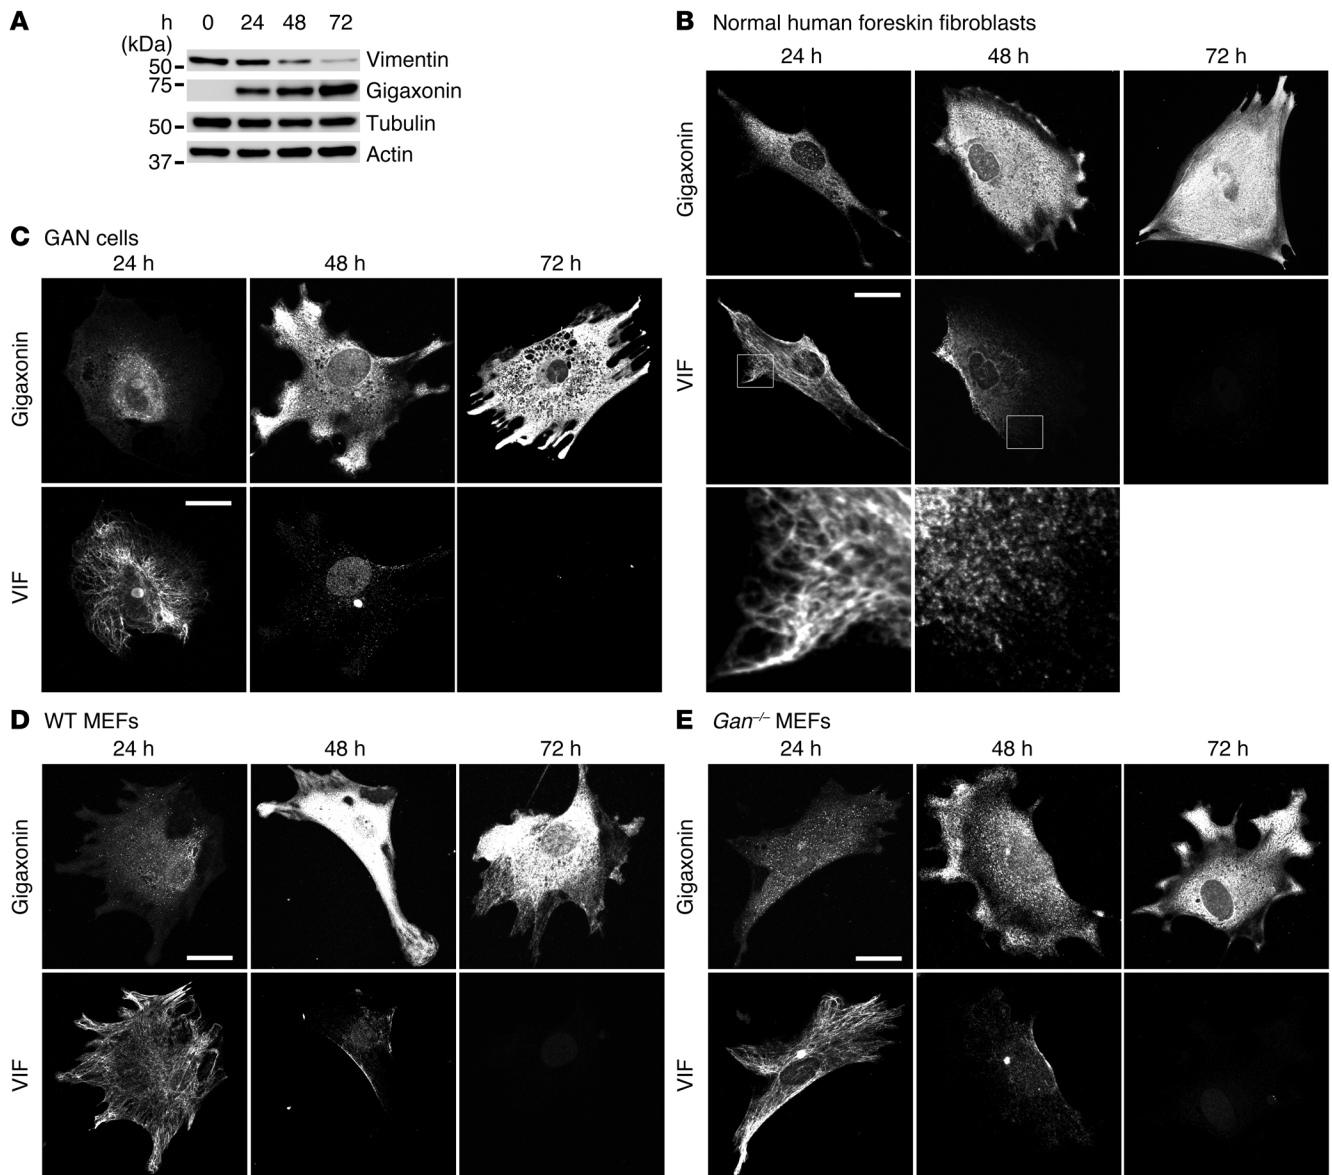 A
h 0 24 48 72
(kDa)
50 Vimentin
75 Gigaxonin
50 Tubulin
37 Actin
B Normal human foreskin fibroblasts
24 h 48 h 72 h
Gigaxonin
VIF
C GAN cells
24 h 48 h 72 h
Gigaxonin
VIF
D WT MEFs
24 h 48 h 72 h
Gigaxonin
VIF
E Gan–/– MEFs
24 h 48 h 72 h
Gigaxonin
VIF